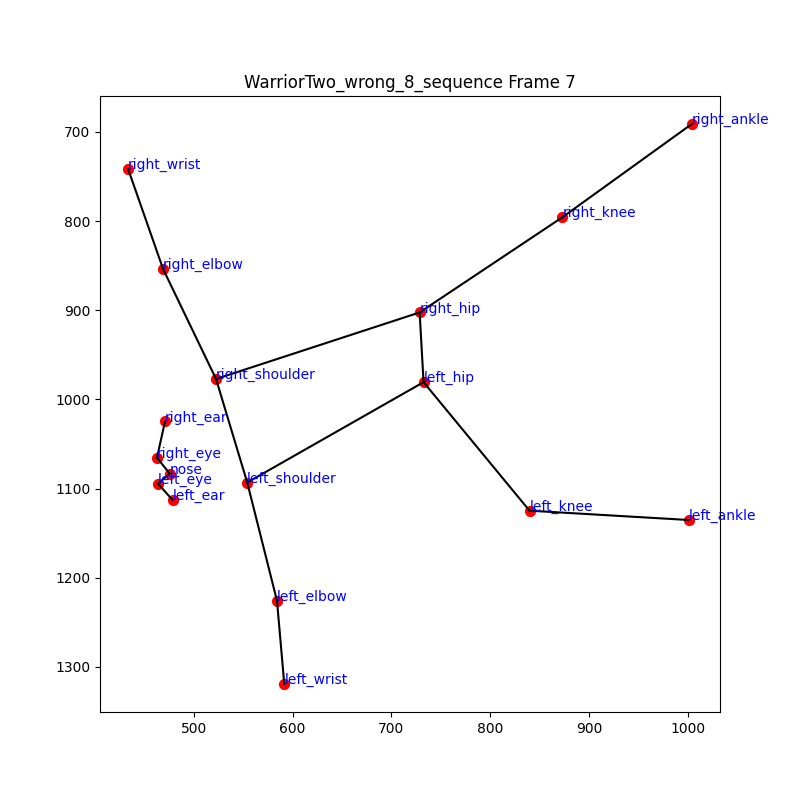 WarriorTwo_wrong_8_sequence Frame 7
700
800
900
1000
1100
1200
1300
500
600
700
800
900
1000
right_ankle
right_wrist
right_knee
right_elbow
right_hip
right_shoulder
left_hip
right_ear
right_eye
nose
left_eye
left_shoulder
left_ear
left_knee
left_ankle
left_elbow
left_wrist